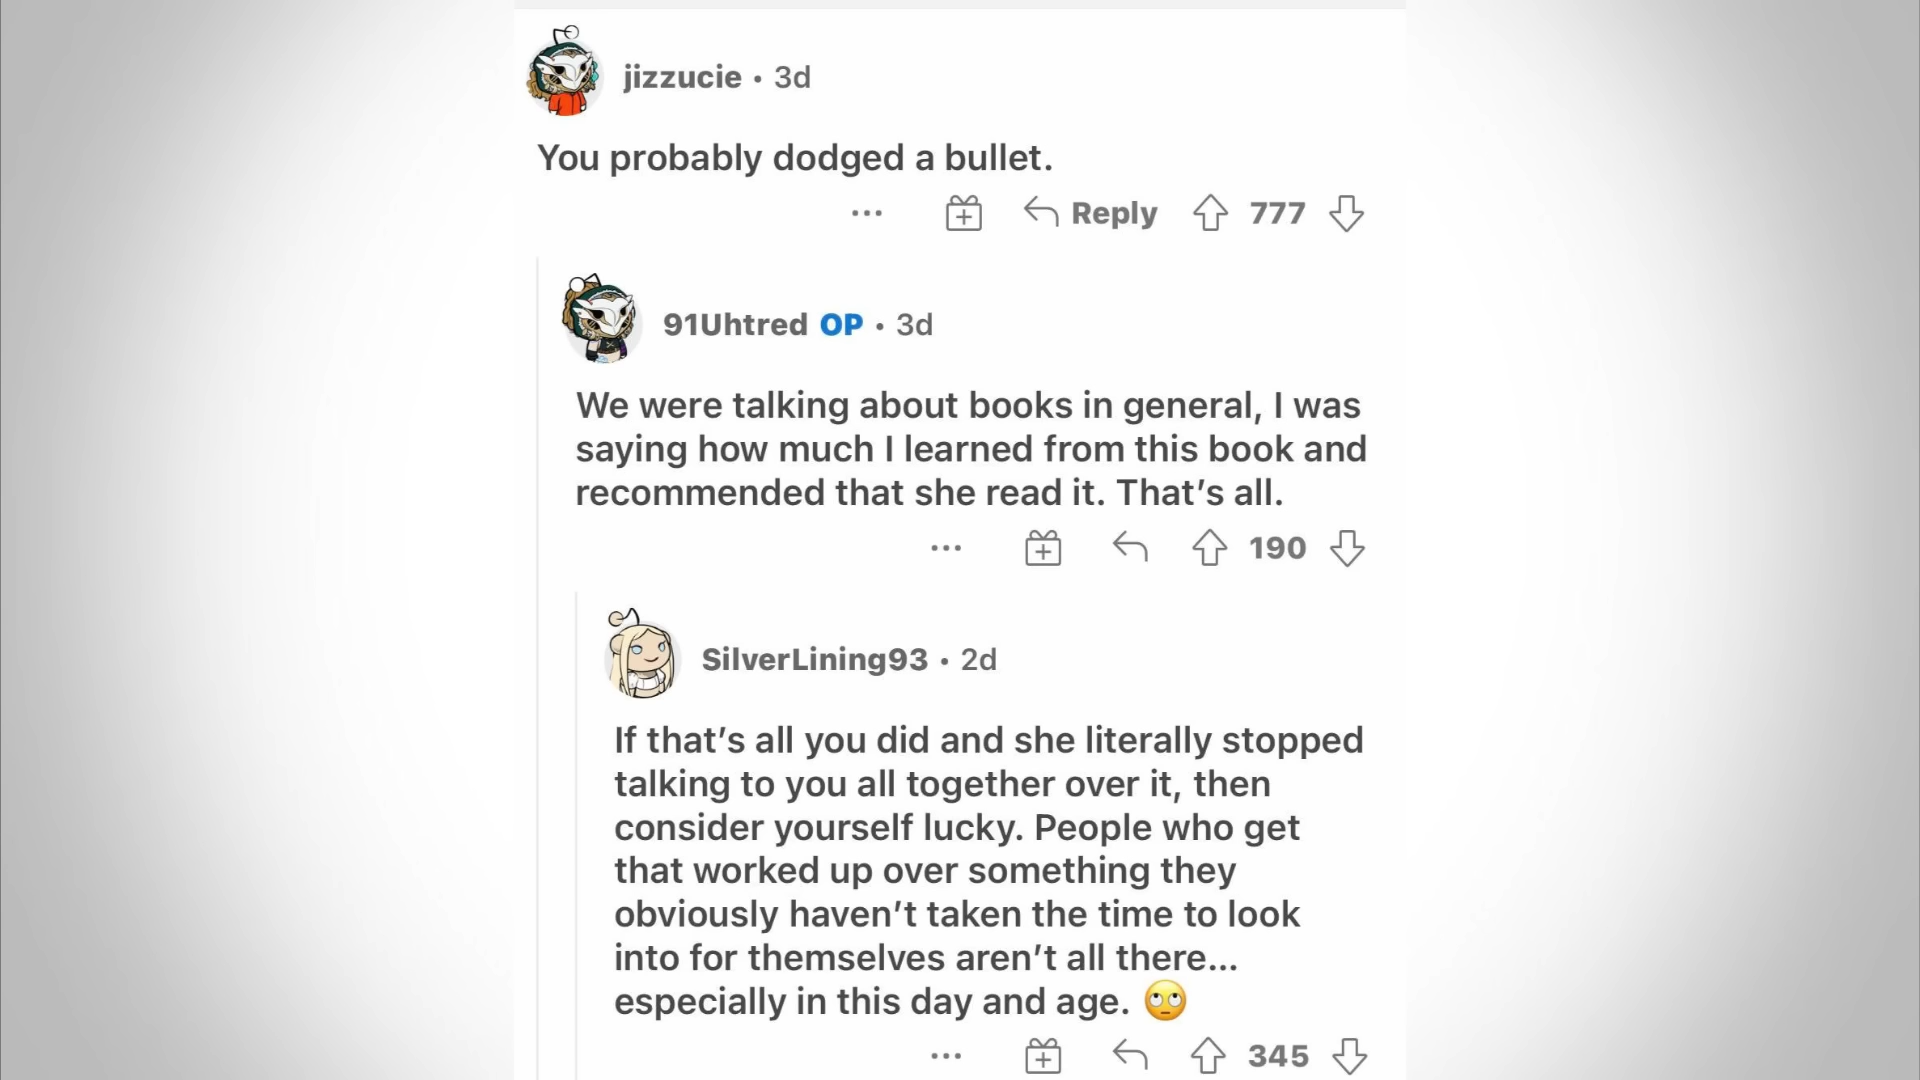 jizzucie • 3d
You probably dodged a bullet.
... Reply 777
91Uhtred OP • 3d
We were talking about books in general, I was
saying how much I learned from this book and
recommended that she read it. That’s all.
... 190
SilverLining93 • 2d
If that’s all you did and she literally stopped
talking to you all together over it, then
consider yourself lucky. People who get
that worked up over something they
obviously haven’t taken the time to look
into for themselves aren’t all there...
especially in this day and age. 🙄
... 345